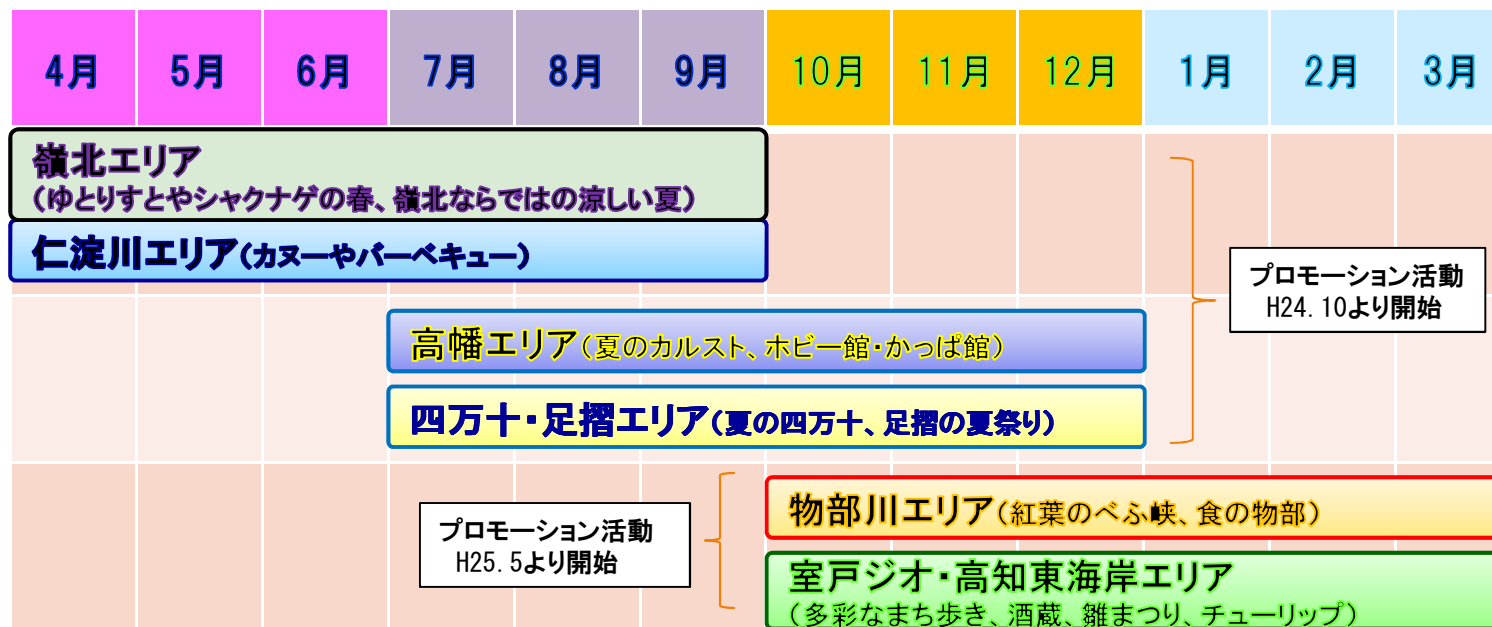 4月 5月 6月 7月 8月 9月 10月 11月 12月 1月 2月 3月
嶺北エリア
（ゆとりすとやシャクナゲの春、嶺北ならではの涼しい夏）
仁淀川エリア（カヌーやバーベキュー）
プロモーション活動
H24.10より開始
高幡エリア（夏のカルスト、ホビー館・かっぱ館）
四万十・足摺エリア（夏の四万十、足摺の夏祭り）
物部川エリア（紅葉のべふ峡、食の物部）
プロモーション活動
H25.5より開始
室戸ジオ・高知東海岸エリア
（多彩なまち歩き、酒蔵、雛まつり、チューリップ）